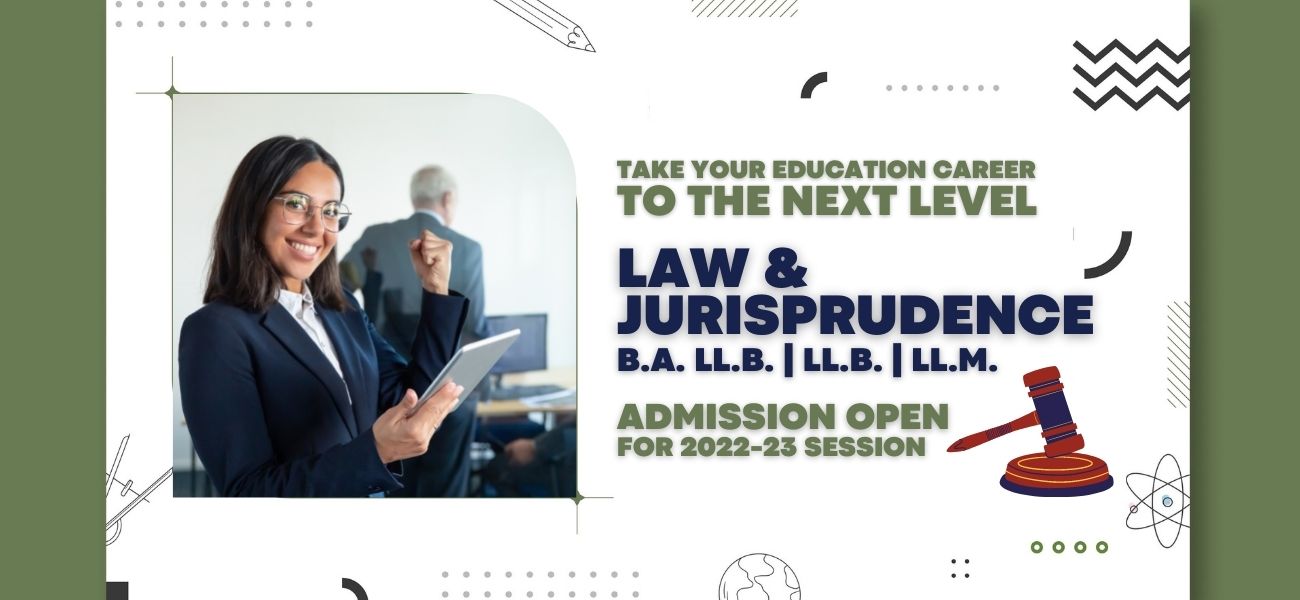 TAKE YOUR EDUCATION CAREER
TO THE NEXT LEVEL
LAW &
JURISPRUDENCE
B.A. LL.B. | LL.B. | LL.M.
ADMISSION OPEN
FOR 2022-23 SESSION